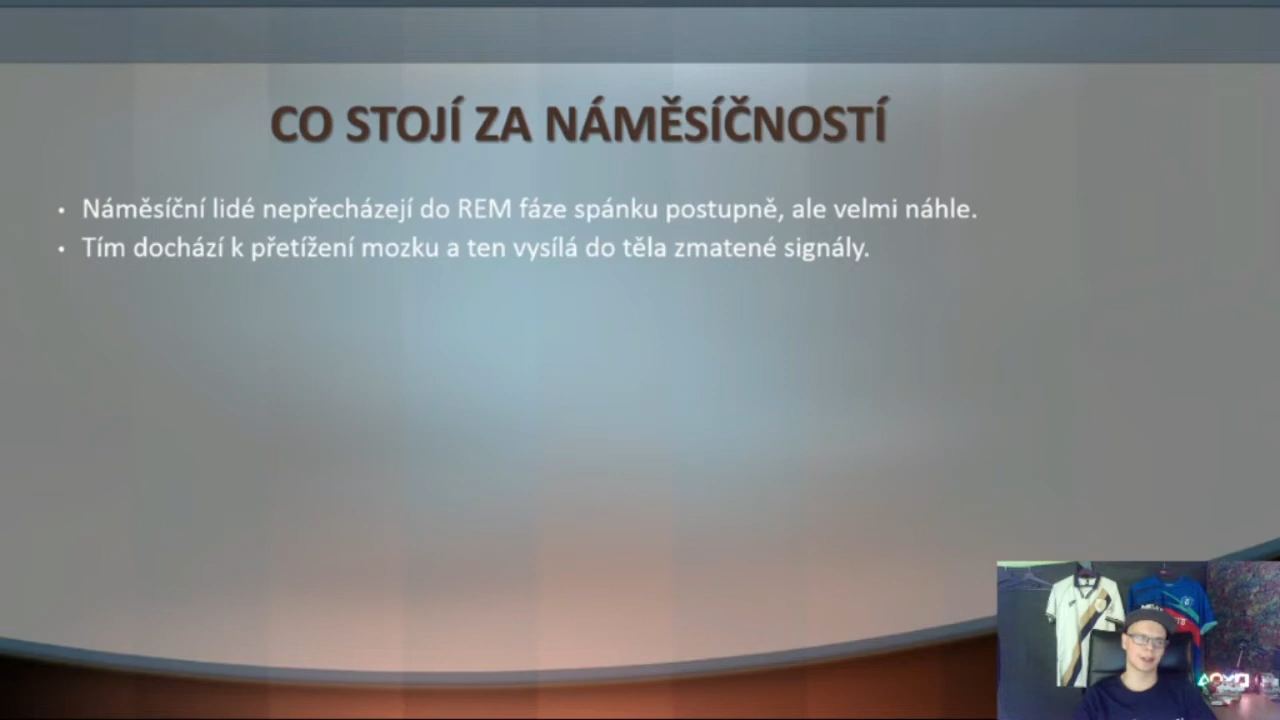 CO STOJÍ ZA NÁMĚSÍČNOSTÍ
• Náměsíční lidé nepřecházejí do REM fáze spánku postupně, ale velmi náhle.
• Tím dochází k přetížení mozku a ten vysílá do těla zmatené signály.